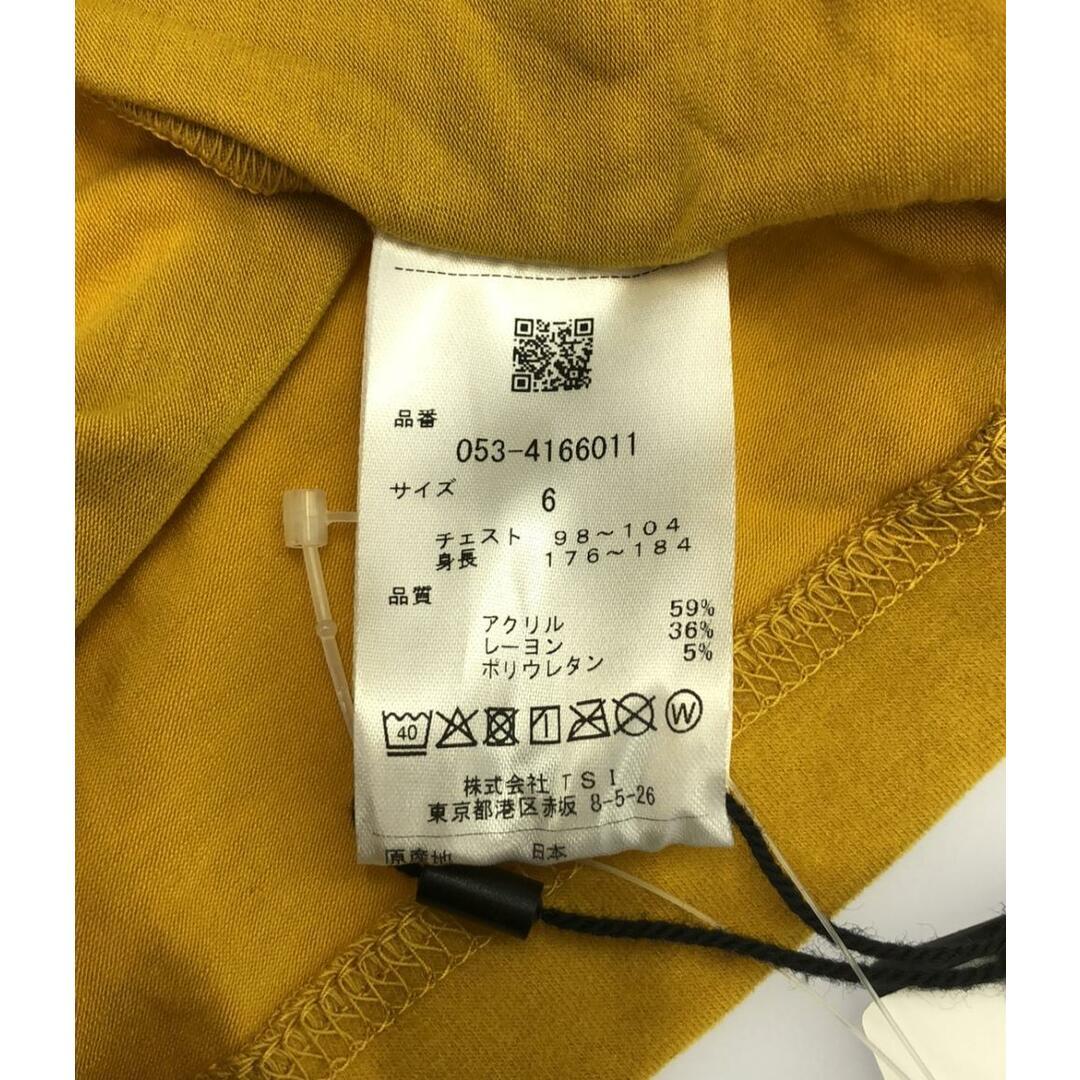 品番
053-4166011
サイズ 6
チェスト 98～104
身長 176～184
品質
アクリル 59%
レーヨン 36%
ポリウレタン 5%
40 W
株式会社 TSI
東京都港区赤坂 8-5-26
原産地 日本